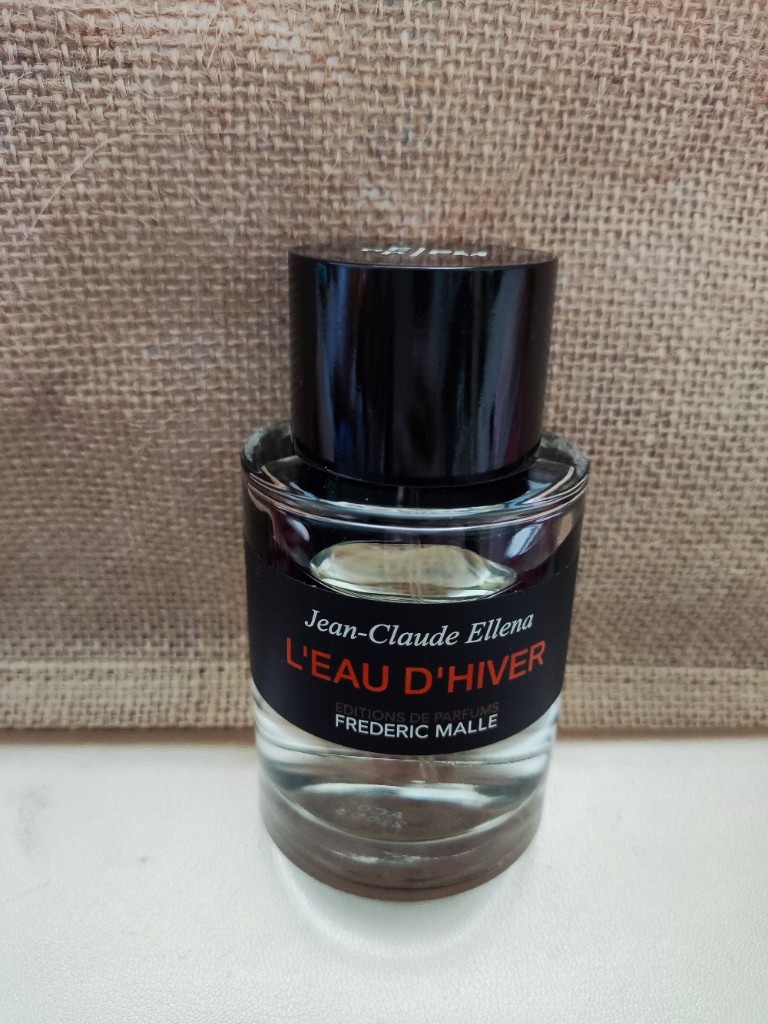 Jean-Claude Ellena
L'EAU D'HIVER
EDITIONS DE PARFUMS
FREDERIC MALLE